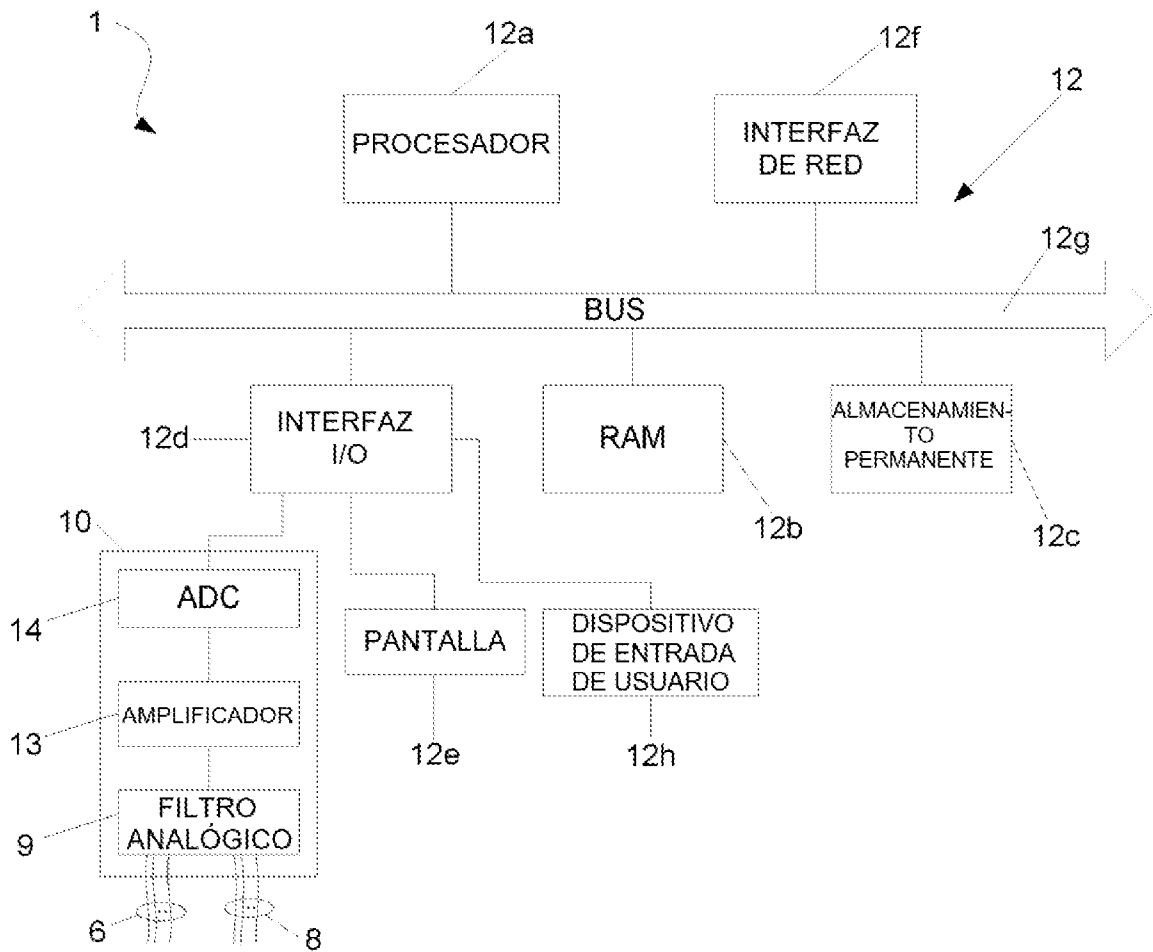 1
12a
12f
12
PROCESADOR
INTERFAZ
DE RED
12g
BUS
12d
INTERFAZ
I/O
RAM
ALMACENAMIEN-
TO
PERMANENTE
12b
12c
10
ADC
14
PANTALLA
DISPOSITIVO
DE ENTRADA
DE USUARIO
AMPLIFICADOR
13
12e
12h
FILTRO
ANALÓGICO
9
6
8